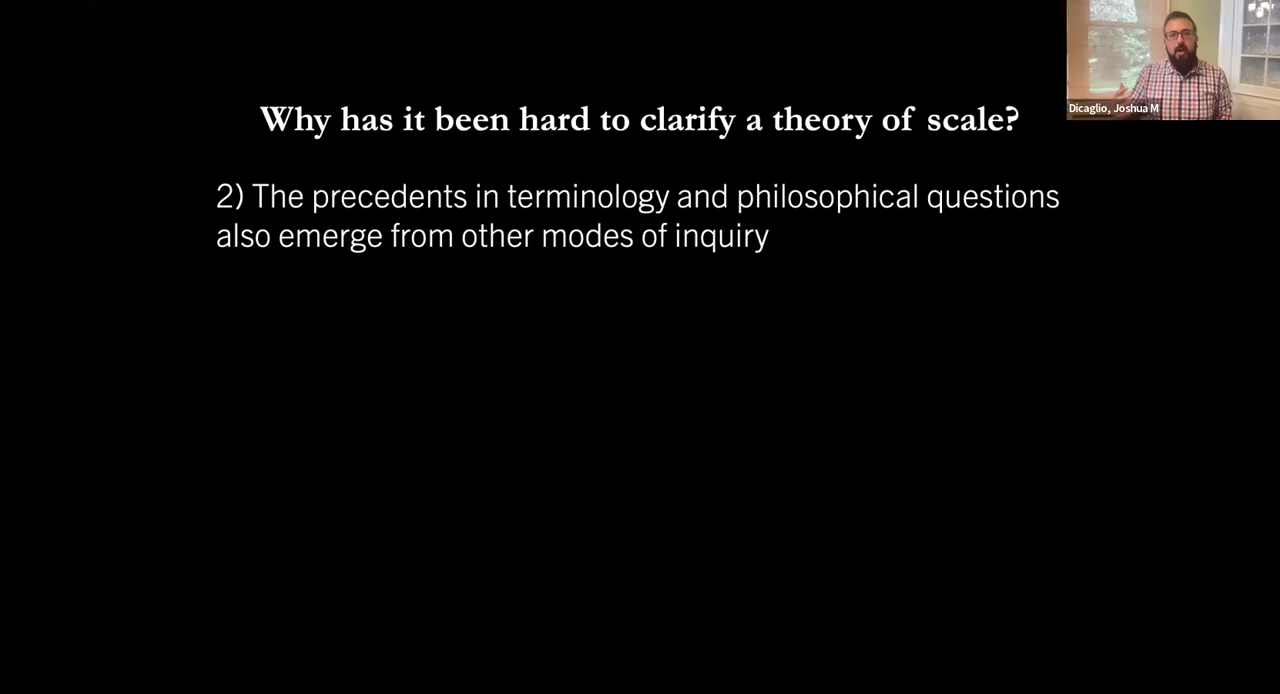 Dicaglio, Joshua M
Why has it been hard to clarify a theory of scale?
2) The precedents in terminology and philosophical questions
also emerge from other modes of inquiry